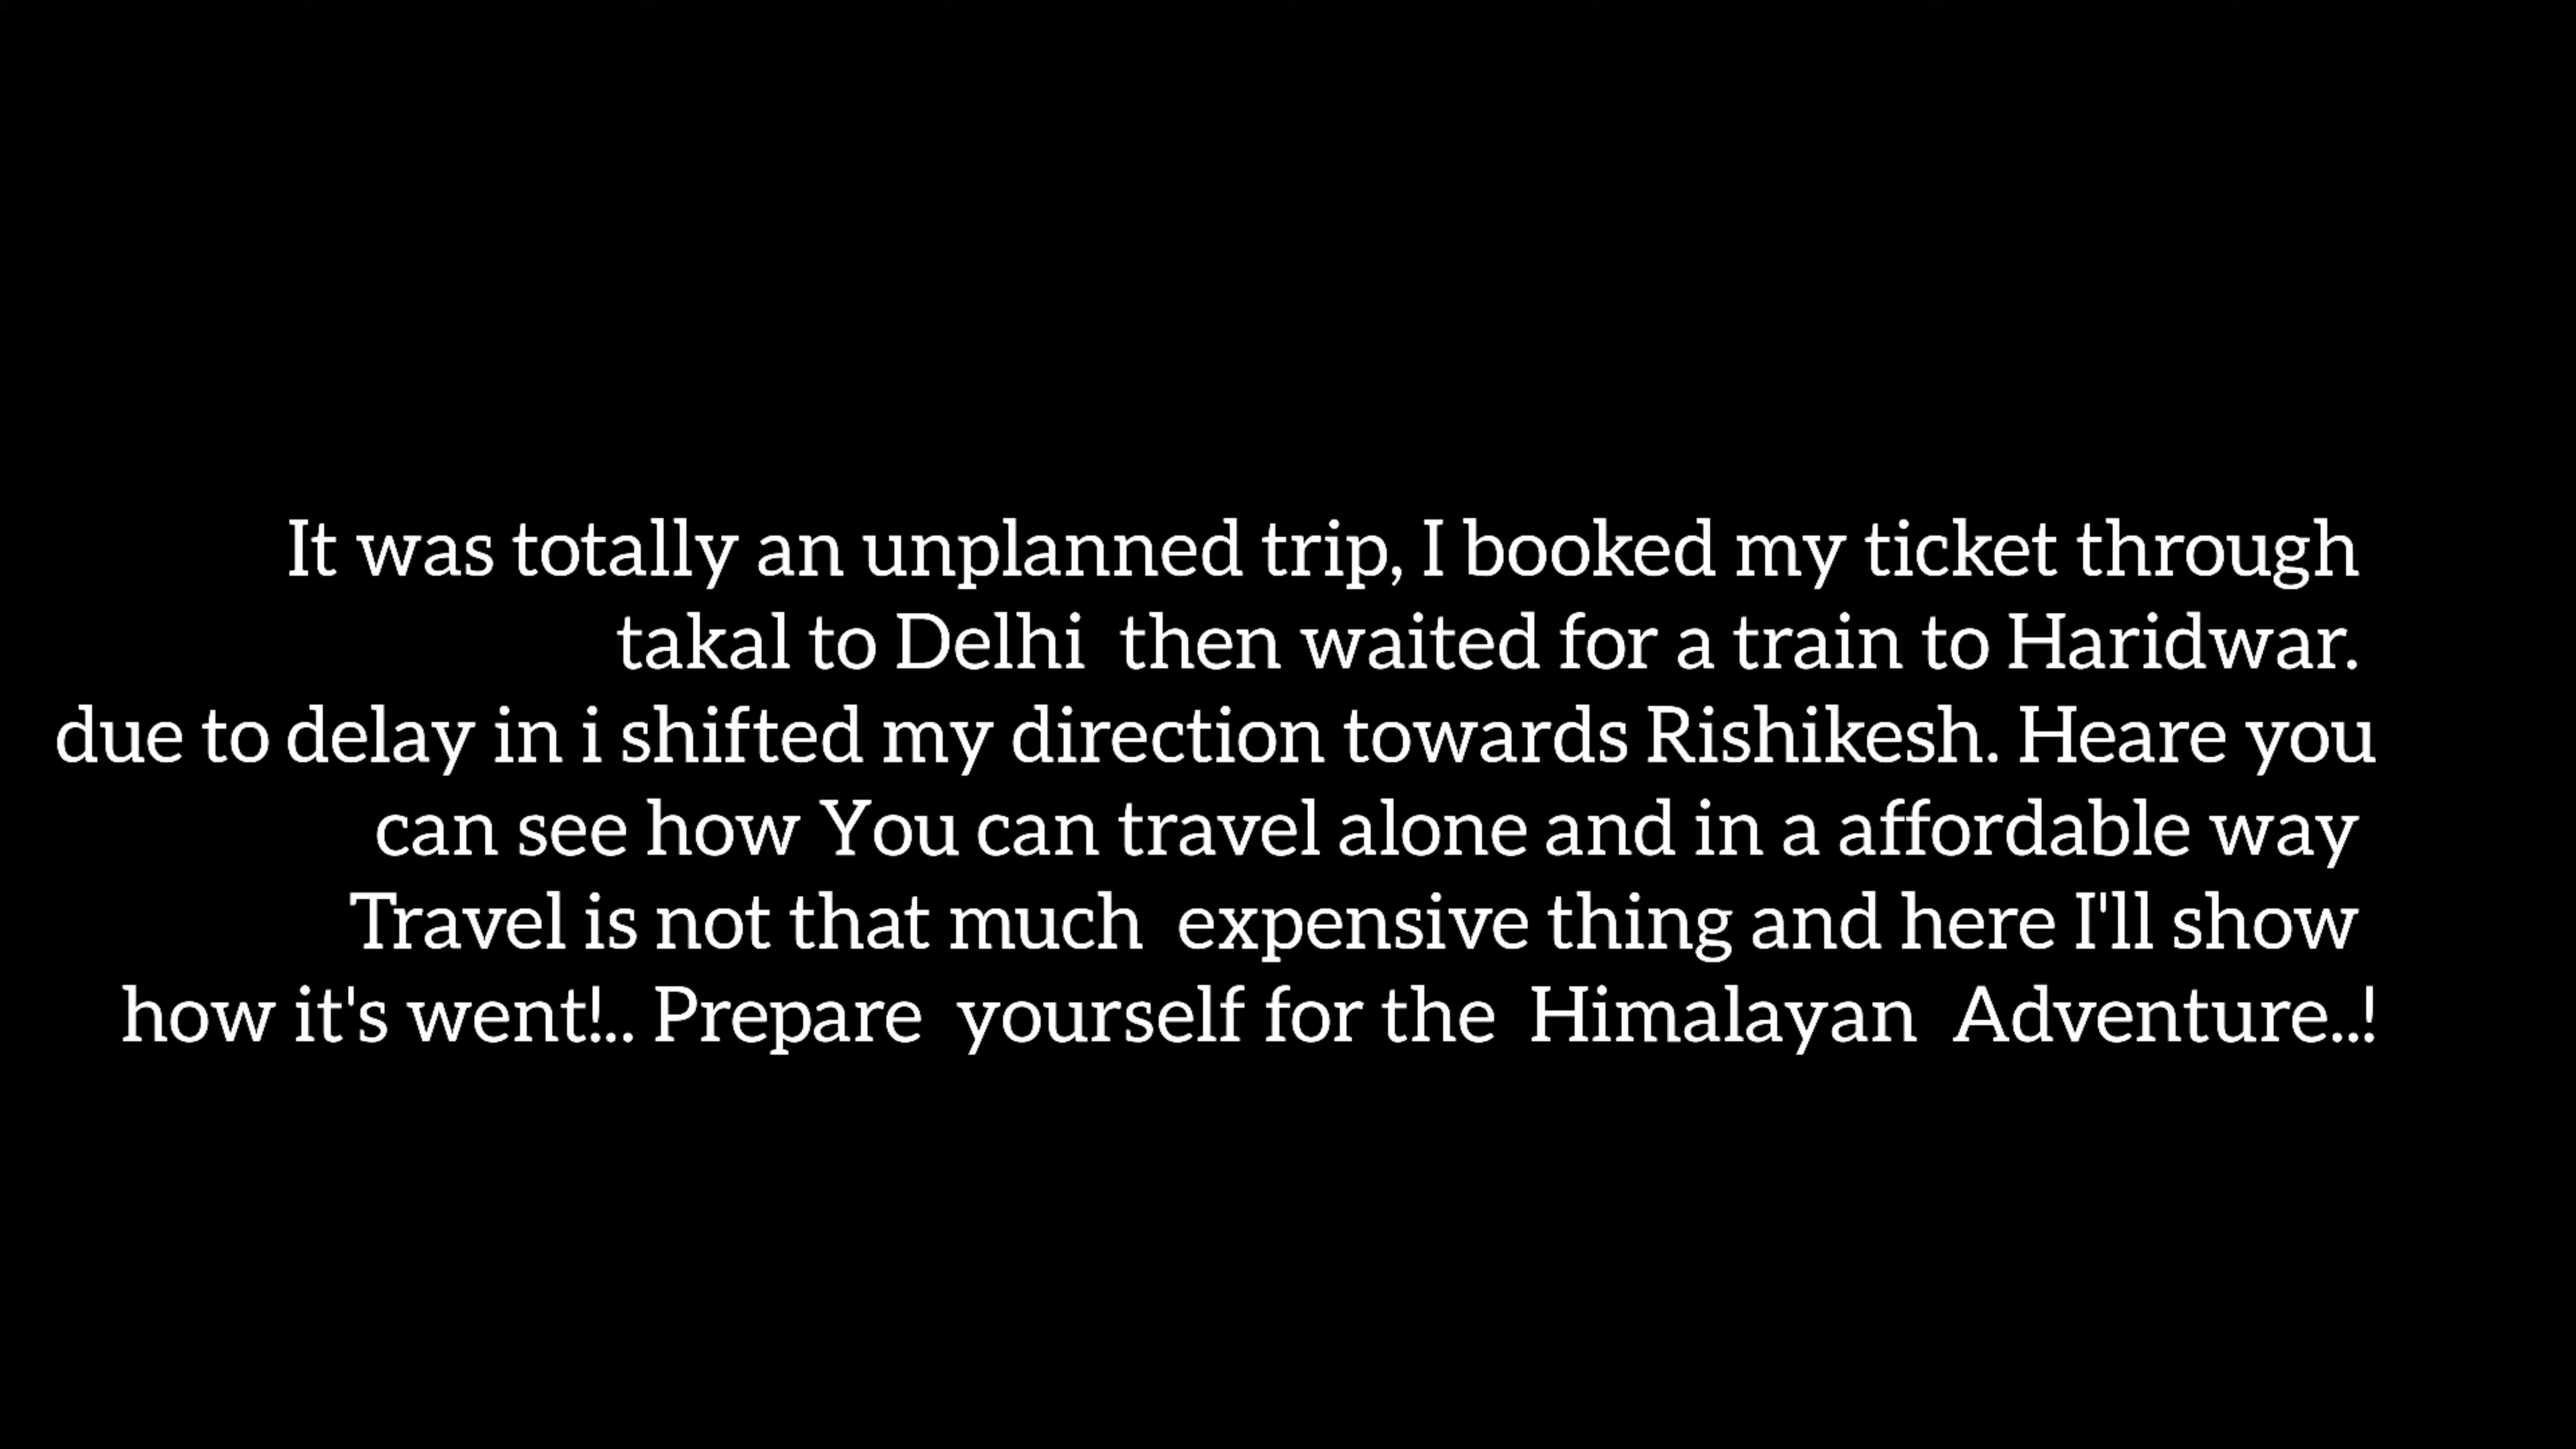 It was totally an unplanned trip, I booked my ticket through
takal to Delhi  then waited for a train to Haridwar.
due to delay in i shifted my direction towards Rishikesh. Heare you
can see how You can travel alone and in a affordable way
Travel is not that much  expensive thing and here I'll show
how it's went!.. Prepare  yourself for the  Himalayan  Adventure..!